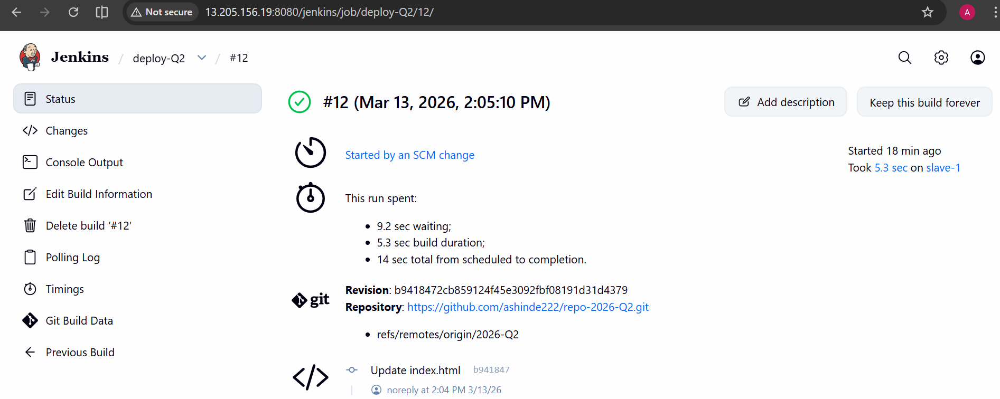 Not secure 13.205.156.19:8080/jenkins/job/deploy-Q2/12/
A
Jenkins / deploy-Q2 / #12
Status
Changes
Console Output
Edit Build Information
Delete build ‘#12’
Polling Log
Timings
Git Build Data
Previous Build
#12 (Mar 13, 2026, 2:05:10 PM)
Add description
Keep this build forever
Started by an SCM change
Started 18 min ago
Took 5.3 sec on slave-1
This run spent:
• 9.2 sec waiting;
• 5.3 sec build duration;
• 14 sec total from scheduled to completion.
git
Revision: b9418472cb859124f45e3092fbf08191d31d4379
Repository: https://github.com/ashinde222/repo-2026-Q2.git
• refs/remotes/origin/2026-Q2
Update index.html b941847
noreply at 2:04 PM 3/13/26